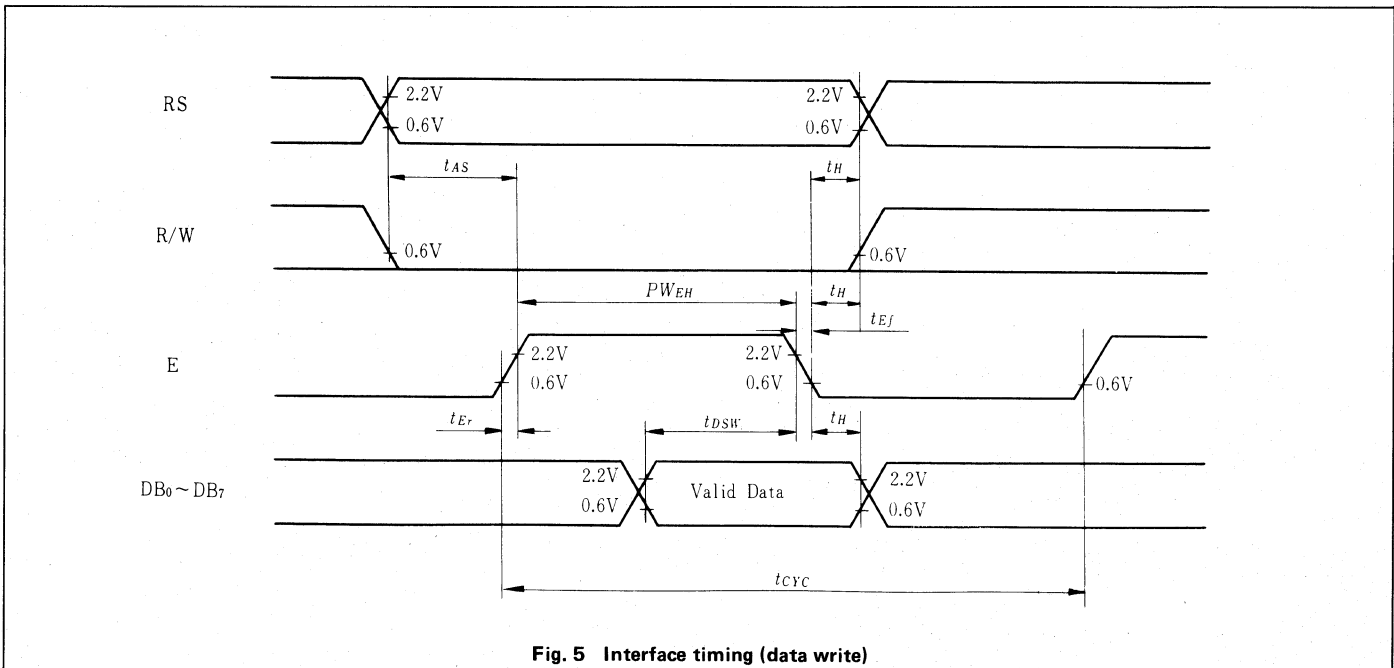 RS
2.2V
0.6V
2.2V
0.6V
tAS
tH
R/W
0.6V
0.6V
PWEH
tH
tEf
E
2.2V
0.6V
2.2V
0.6V
0.6V
tEr
tDSW
tH
DB0~DB7
2.2V
0.6V
Valid Data
2.2V
0.6V
tCYC
Fig. 5 Interface timing (data write)